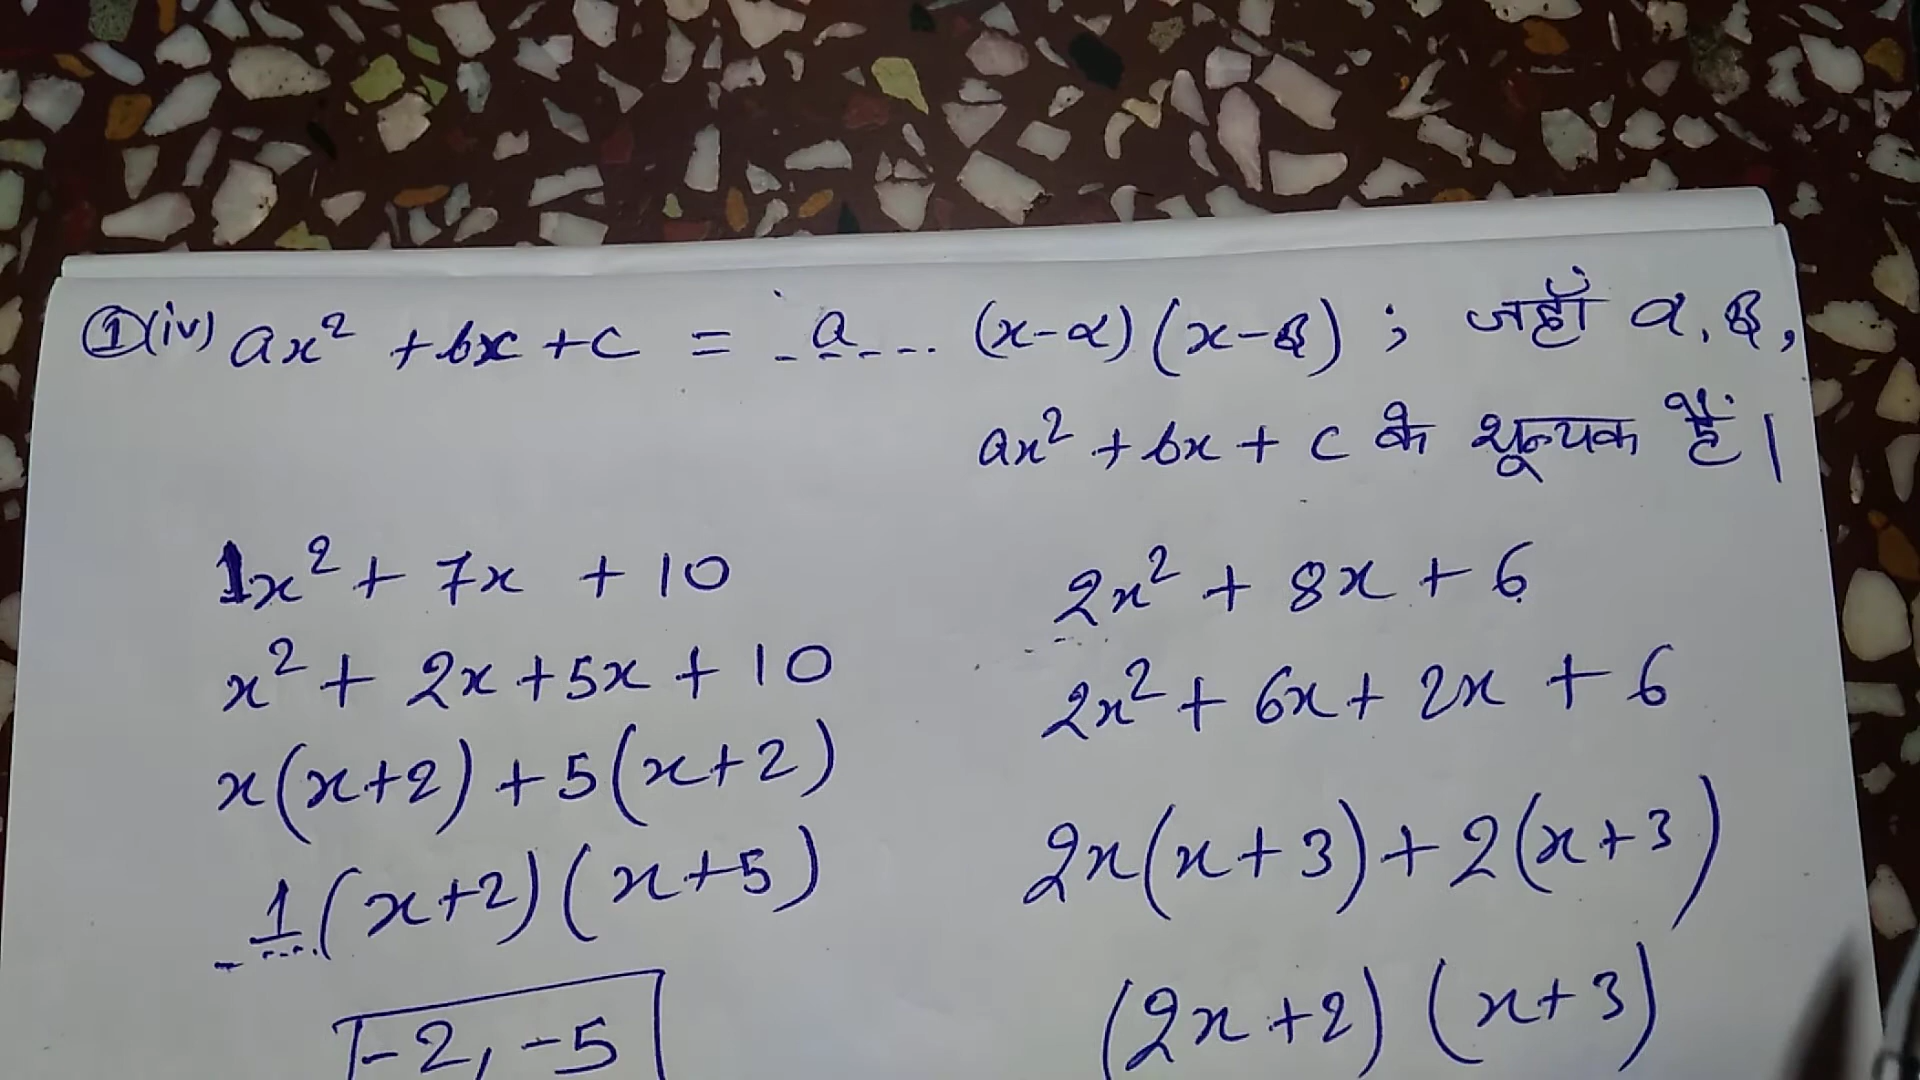 ①(iv) ax² + bx + c = ..a.... (x-α)(x-β) ; जहाँ α, β,
ax² + bx + c के शून्यक हैं।
1x² + 7x + 10
x² + 2x + 5x + 10
x(x+2) + 5(x+2)
1(x+2)(x+5)
-2, -5
2x² + 8x + 6
2x² + 6x + 2x + 6
2x(x+3) + 2(x+3)
(2x+2) (x+3)